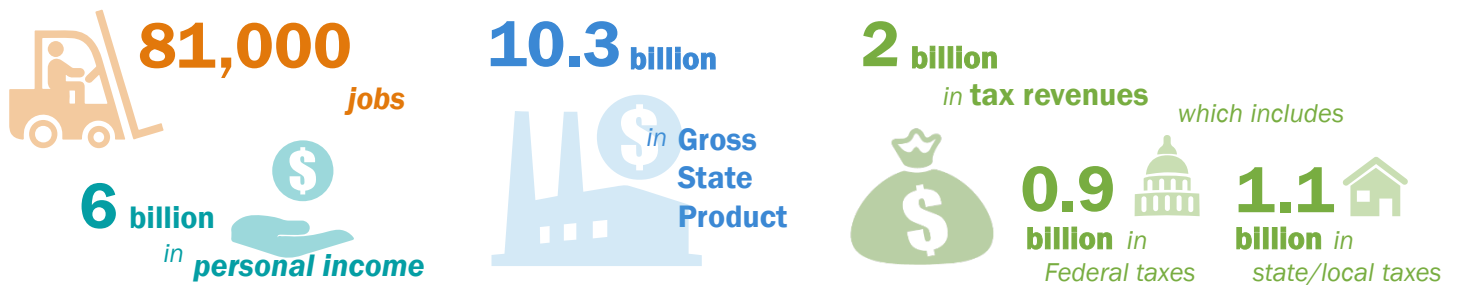 81,000
jobs
6 billion
in personal income
10.3 billion
in Gross
State
Product
2 billion
in tax revenues
which includes
0.9
billion in
Federal taxes
1.1
billion in
state/local taxes
$
$
$